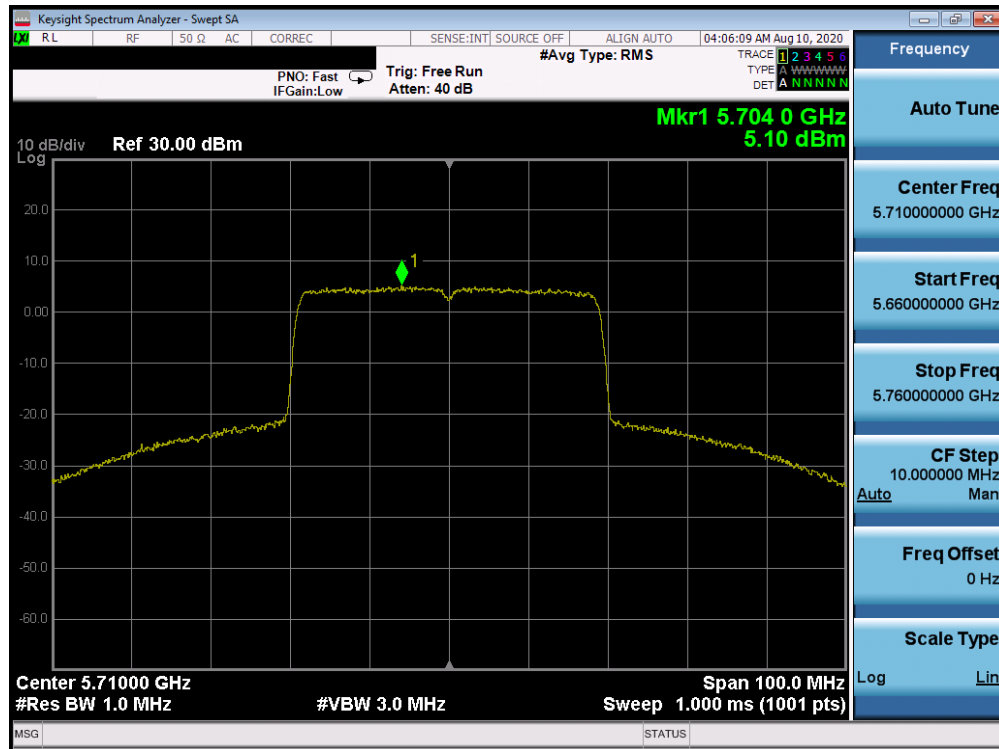 Keysight Spectrum Analyzer - Swept SA
LXI RL RF 50 Ω AC CORREC SENSE:INT SOURCE OFF ALIGN AUTO 04:06:09 AM Aug 10, 2020
#Avg Type: RMS
TRACE 1 2 3 4 5 6
TYPE A WWWWW
DET A N N N N N
PNO: Fast
IFGain:Low
Trig: Free Run
Atten: 40 dB
Mkr1 5.704 0 GHz
5.10 dBm
10 dB/div Ref 30.00 dBm
Log
20.0
10.0
0.00
-10.0
-20.0
-30.0
-40.0
-50.0
-60.0
1
Center 5.71000 GHz Span 100.0 MHz
#Res BW 1.0 MHz #VBW 3.0 MHz Sweep 1.000 ms (1001 pts)
MSG STATUS
Frequency
Auto Tune
Center Freq
5.710000000 GHz
Start Freq
5.660000000 GHz
Stop Freq
5.760000000 GHz
CF Step
10.000000 MHz
Auto Man
Freq Offset
0 Hz
Scale Type
Log Lin